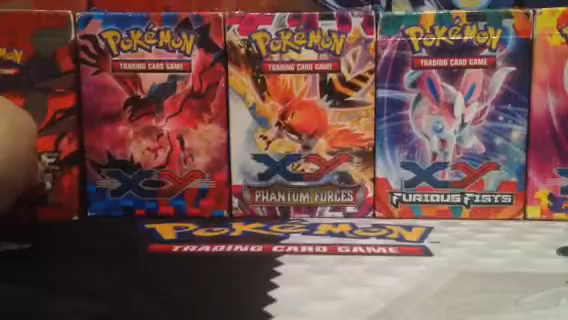 POKéMON
TRADING CARD GAME
XY
POKéMON
TRADING CARD GAME
XY
PHANTOM FORCES
POKéMON
TRADING CARD GAME
XY
FURIOUS FISTS
POKéMON
TRADING CARD GAME